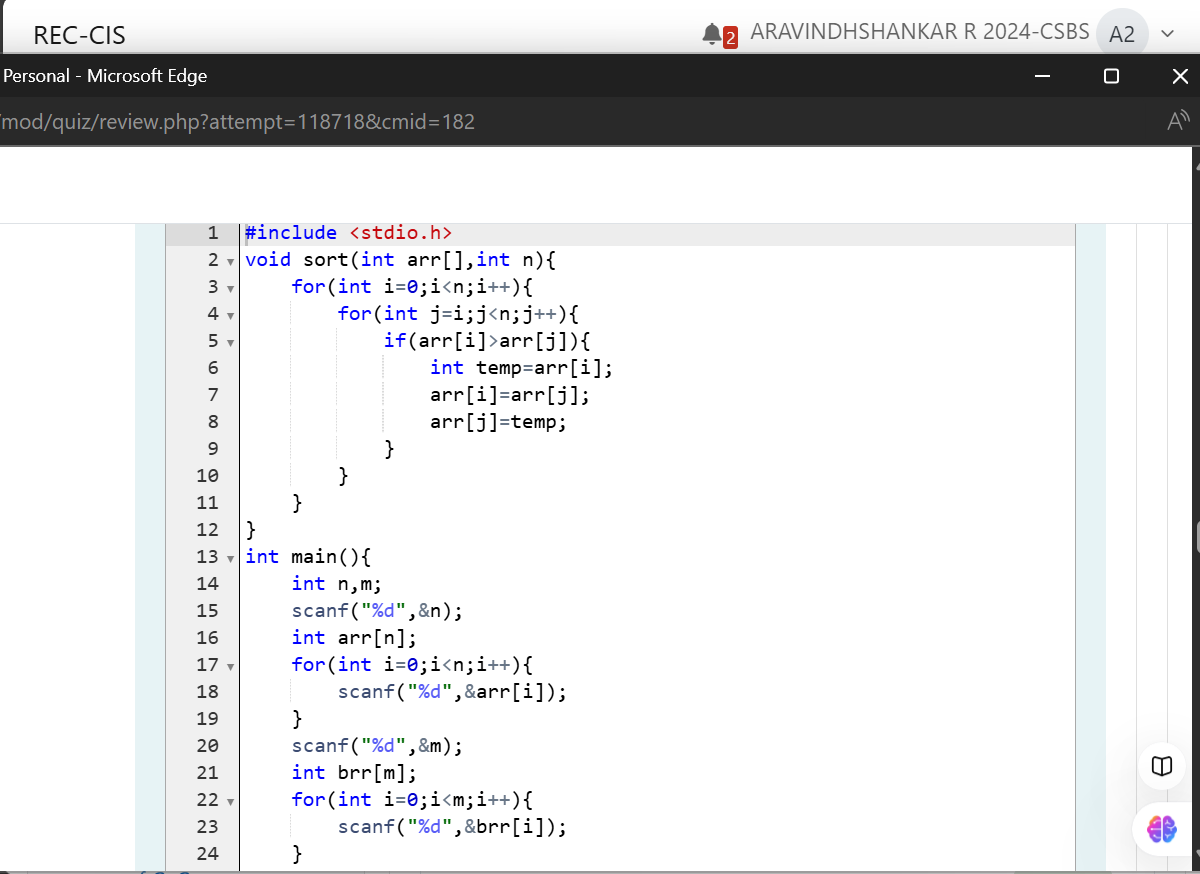 REC-CIS
2 ARAVINDHSHANKAR R 2024-CSBS A2
Personal - Microsoft Edge
/mod/quiz/review.php?attempt=118718&cmid=182
1 #include <stdio.h>
2 void sort(int arr[],int n){
3     for(int i=0;i<n;i++){
4         for(int j=i;j<n;j++){
5             if(arr[i]>arr[j]){
6                 int temp=arr[i];
7                 arr[i]=arr[j];
8                 arr[j]=temp;
9             }
10         }
11     }
12 }
13 int main(){
14     int n,m;
15     scanf("%d",&n);
16     int arr[n];
17     for(int i=0;i<n;i++){
18         scanf("%d",&arr[i]);
19     }
20     scanf("%d",&m);
21     int brr[m];
22     for(int i=0;i<m;i++){
23         scanf("%d",&brr[i]);
24     }